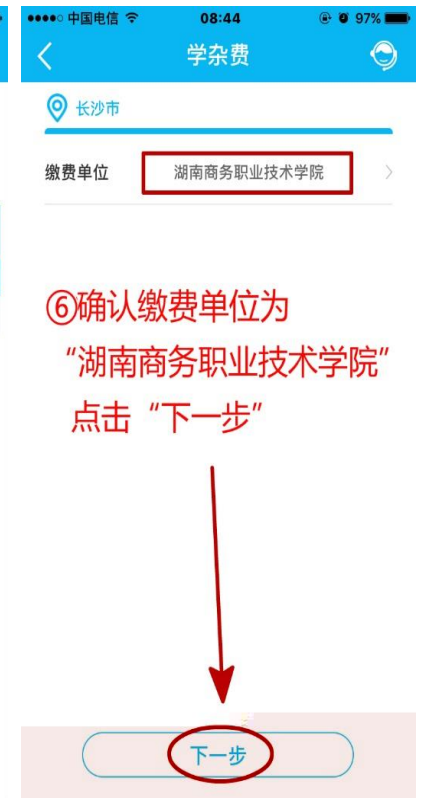 中国电信 08:44 97%
学杂费
长沙市
缴费单位 湖南商务职业技术学院
⑥确认缴费单位为
“湖南商务职业技术学院”
点击“下一步”
下一步